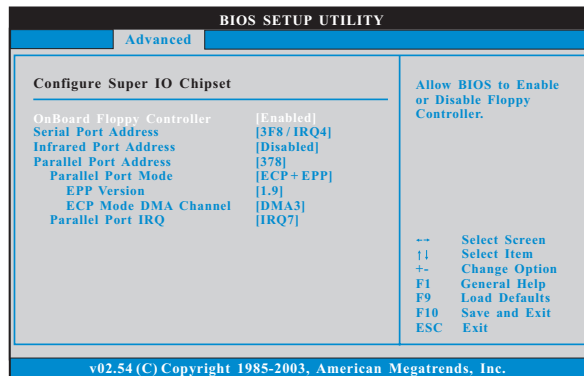 BIOS SETUP UTILITY
Advanced
Configure Super IO Chipset
OnBoard Floppy Controller [Enabled]
Serial Port Address [3F8 / IRQ4]
Infrared Port Address [Disabled]
Parallel Port Address [378]
Parallel Port Mode [ECP + EPP]
EPP Version [1.9]
ECP Mode DMA Channel [DMA3]
Parallel Port IRQ [IRQ7]
Allow BIOS to Enable
or Disable Floppy
Controller.
←→ Select Screen
↑↓ Select Item
+- Change Option
F1 General Help
F9 Load Defaults
F10 Save and Exit
ESC Exit
v02.54 (C) Copyright 1985-2003, American Megatrends, Inc.